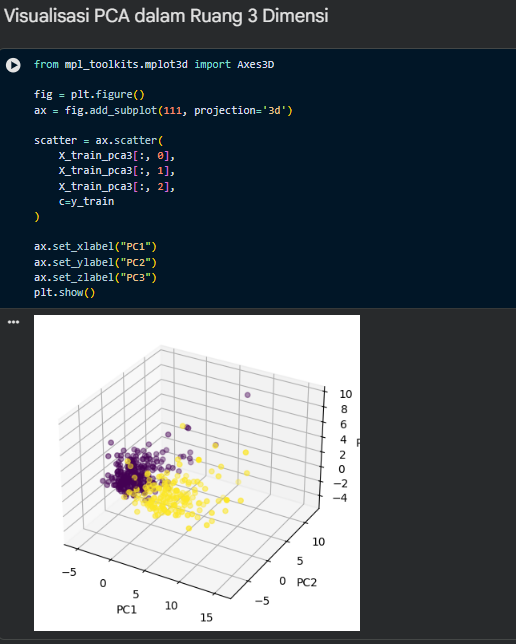 Visualisasi PCA dalam Ruang 3 Dimensi
from mpl_toolkits.mplot3d import Axes3D
fig = plt.figure()
ax = fig.add_subplot(111, projection='3d')
scatter = ax.scatter(
    X_train_pca3[:, 0],
    X_train_pca3[:, 1],
    X_train_pca3[:, 2],
    c=y_train
)
ax.set_xlabel("PC1")
ax.set_ylabel("PC2")
ax.set_zlabel("PC3")
plt.show()
10
8
6
4
2
0
−2
−4
10
5
0
−5
PC2
−5
0
5
10
15
PC1